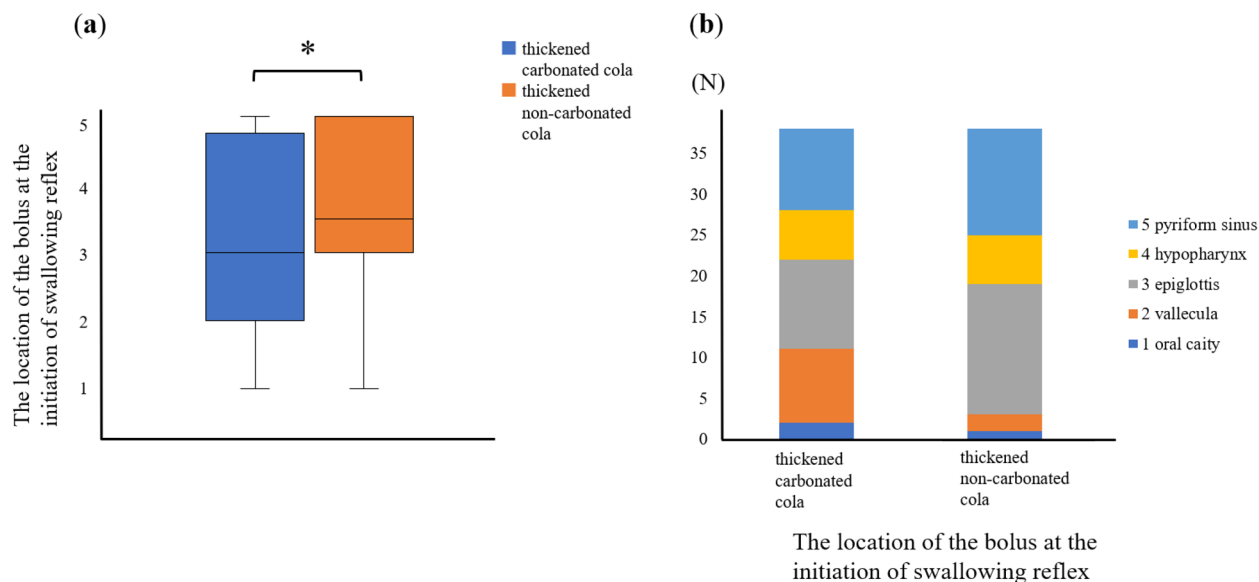 (a)
*
thickened
carbonated cola
thickened
non-carbonated
cola
The location of the bolus at the
initiation of swallowing reflex
5
4
3
2
1
(b)
(N)
35
30
25
20
15
10
5
0
thickened
carbonated
cola
thickened
non-carbonated
cola
5 pyriform sinus
4 hypopharynx
3 epiglottis
2 vallecula
1 oral caity
The location of the bolus at the
initiation of swallowing reflex